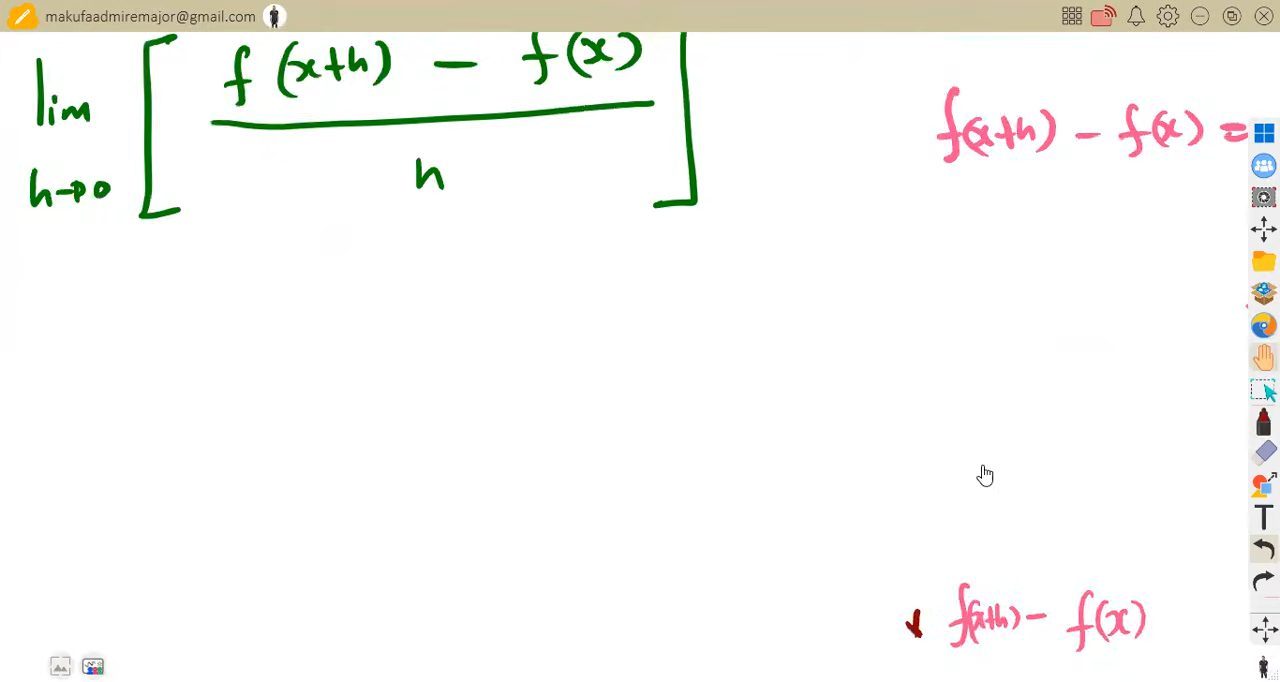 makufaadmiremajor@gmail.com
lim h→0 [ f(x+h) - f(x) / h ]
f(x+h) - f(x) =
f(x+h) - f(x)
T